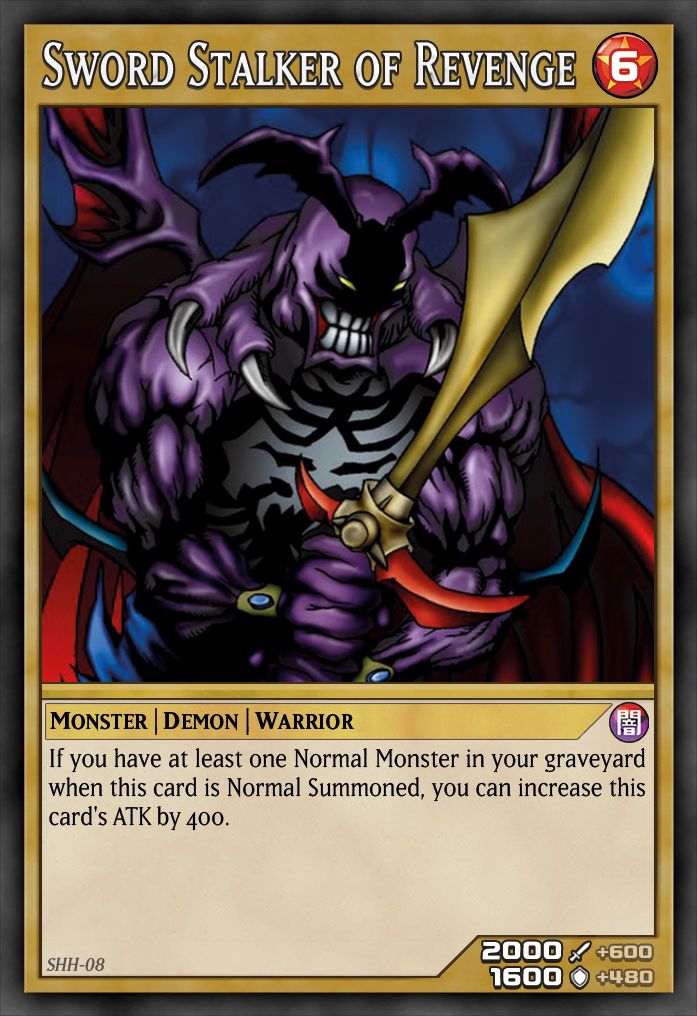 Sword Stalker of Revenge
6
Monster | Demon | Warrior
闇
If you have at least one Normal Monster in your graveyard
when this card is Normal Summoned, you can increase this
card's ATK by 400.
SHH-08
2000 +600
1600 +480